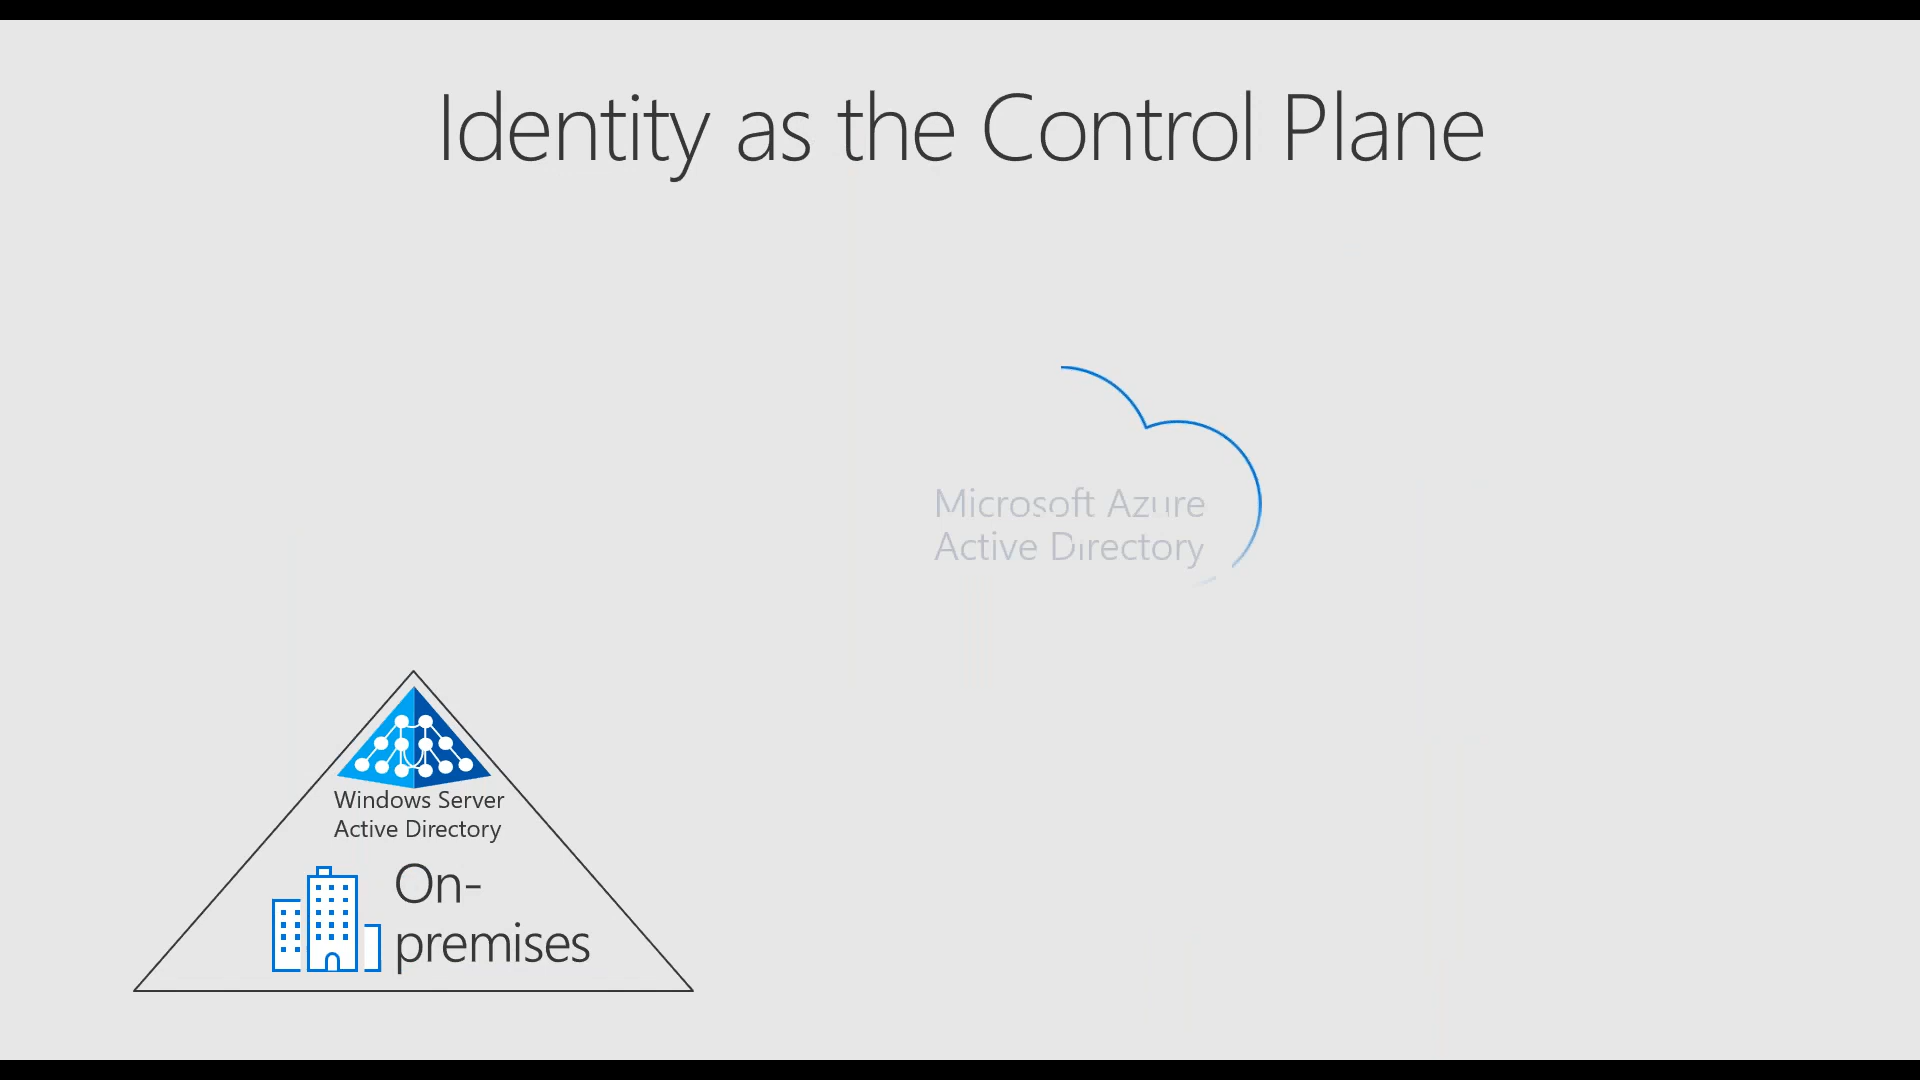 Identity as the Control Plane
Microsoft Azure
Active Directory
Windows Server
Active Directory
On-
premises